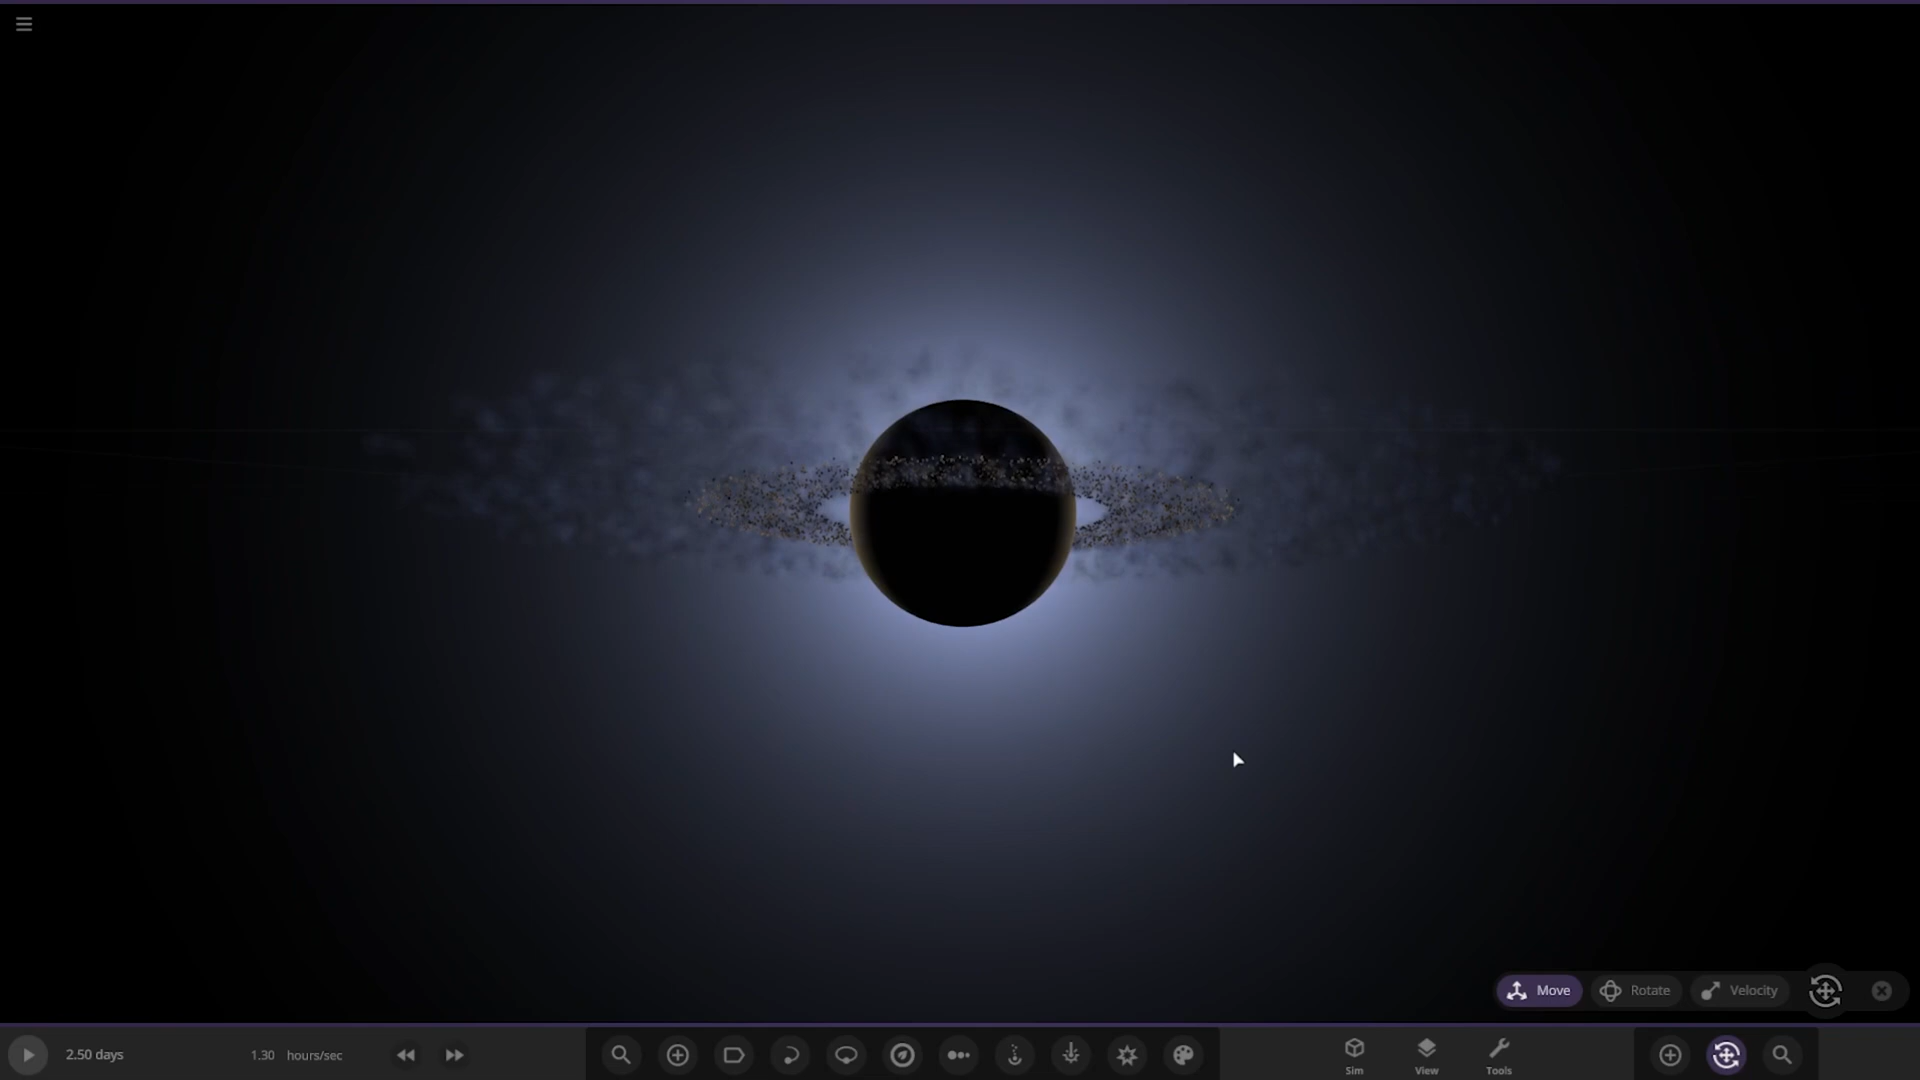 Move
Rotate
Velocity
2.50 days
1.30 hours/sec
Sim
View
Tools